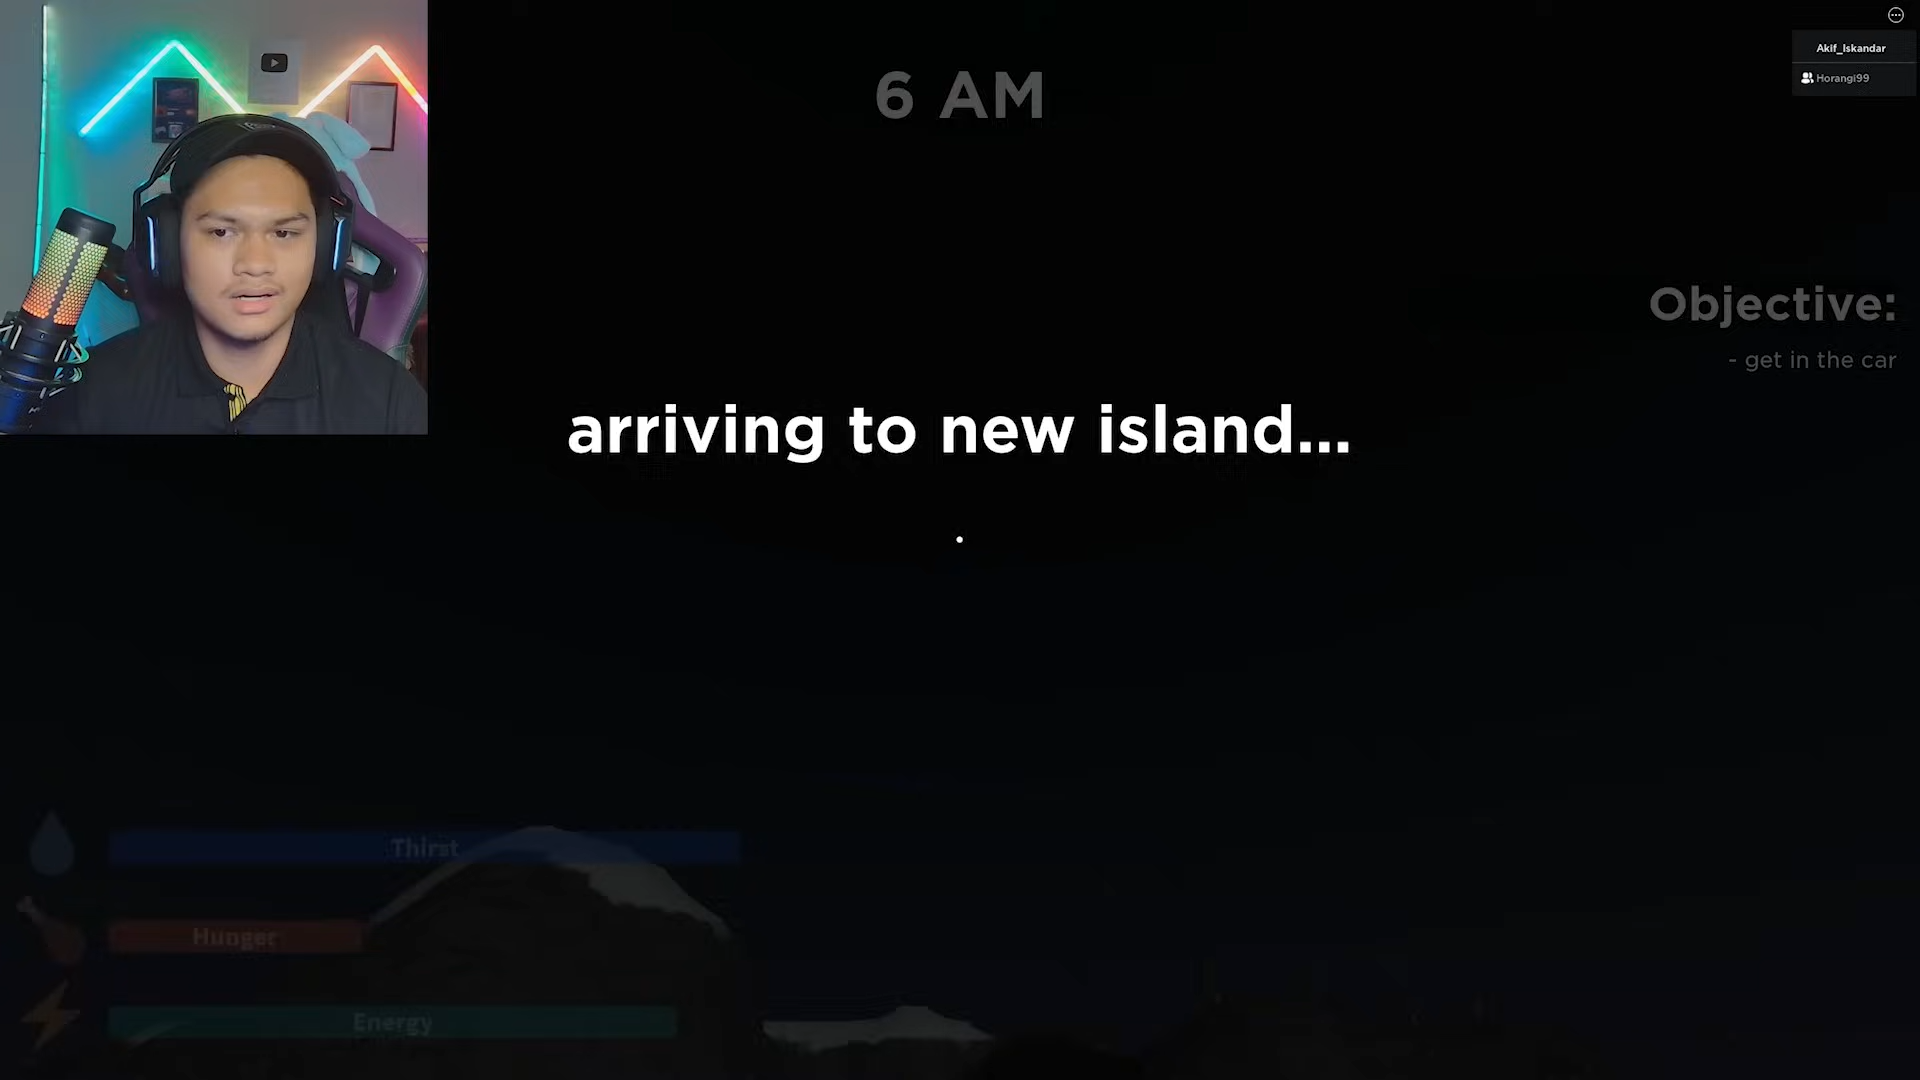 6 AM
Akif_Iskandar
Horangi99
Objective:
- get in the car
arriving to new island...
Thirst
Hunger
Energy